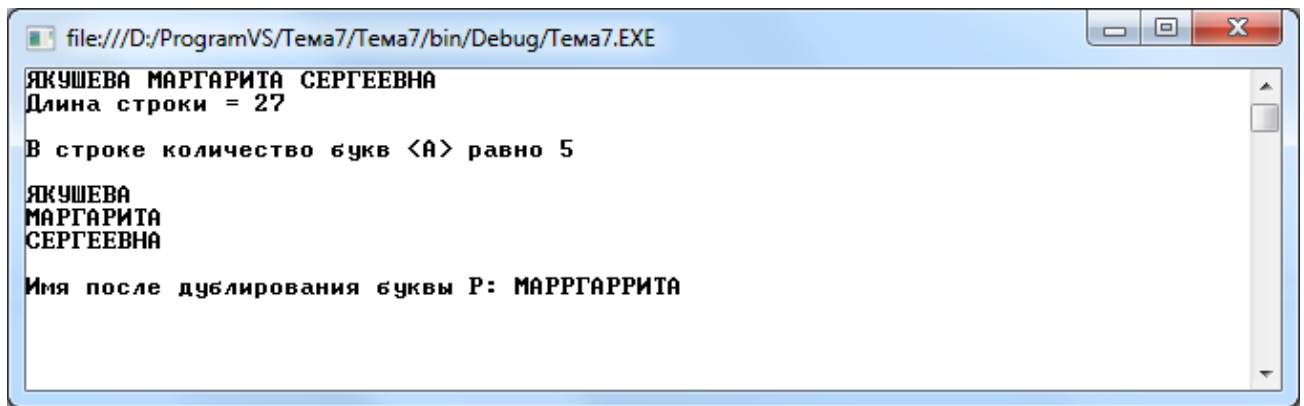 file:///D:/ProgramVS/Тема7/Тема7/bin/Debug/Тема7.EXE
ЯКУШЕВА МАРГАРИТА СЕРГЕЕВНА
Длина строки = 27
В строке количество букв <А> равно 5
ЯКУШЕВА
МАРГАРИТА
СЕРГЕЕВНА
Имя после дублирования буквы Р: МАРРГАРРИТА